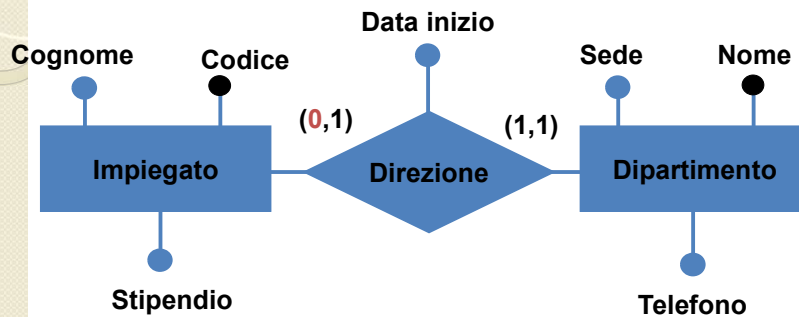 Data inizio
Cognome Codice Sede Nome
(0,1) (1,1)
Impiegato Direzione Dipartimento
Stipendio Telefono